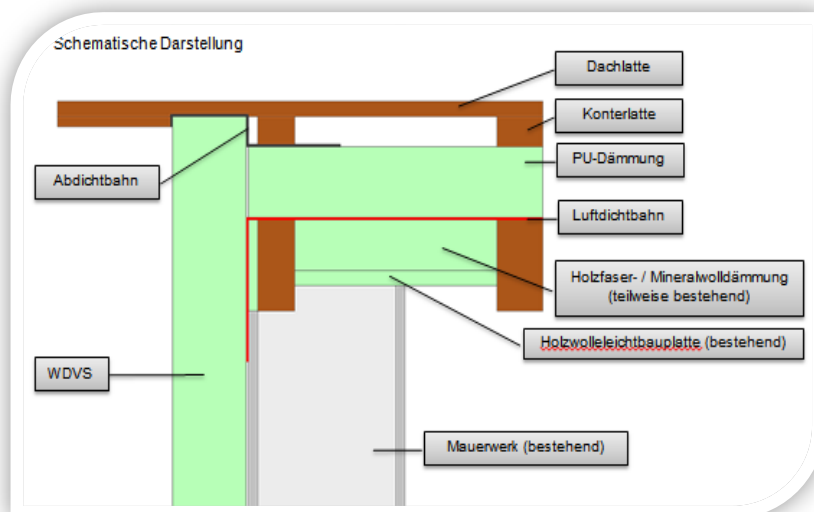 Schematische Darstellung
Dachlatte
Konterlatte
PU-Dämmung
Abdichtbahn
Luftdichtbahn
Holzfaser- / Mineralwolldämmung
(teilweise bestehend)
Holzwolleleichtbauplatte (bestehend)
WDVS
Mauerwerk (bestehend)